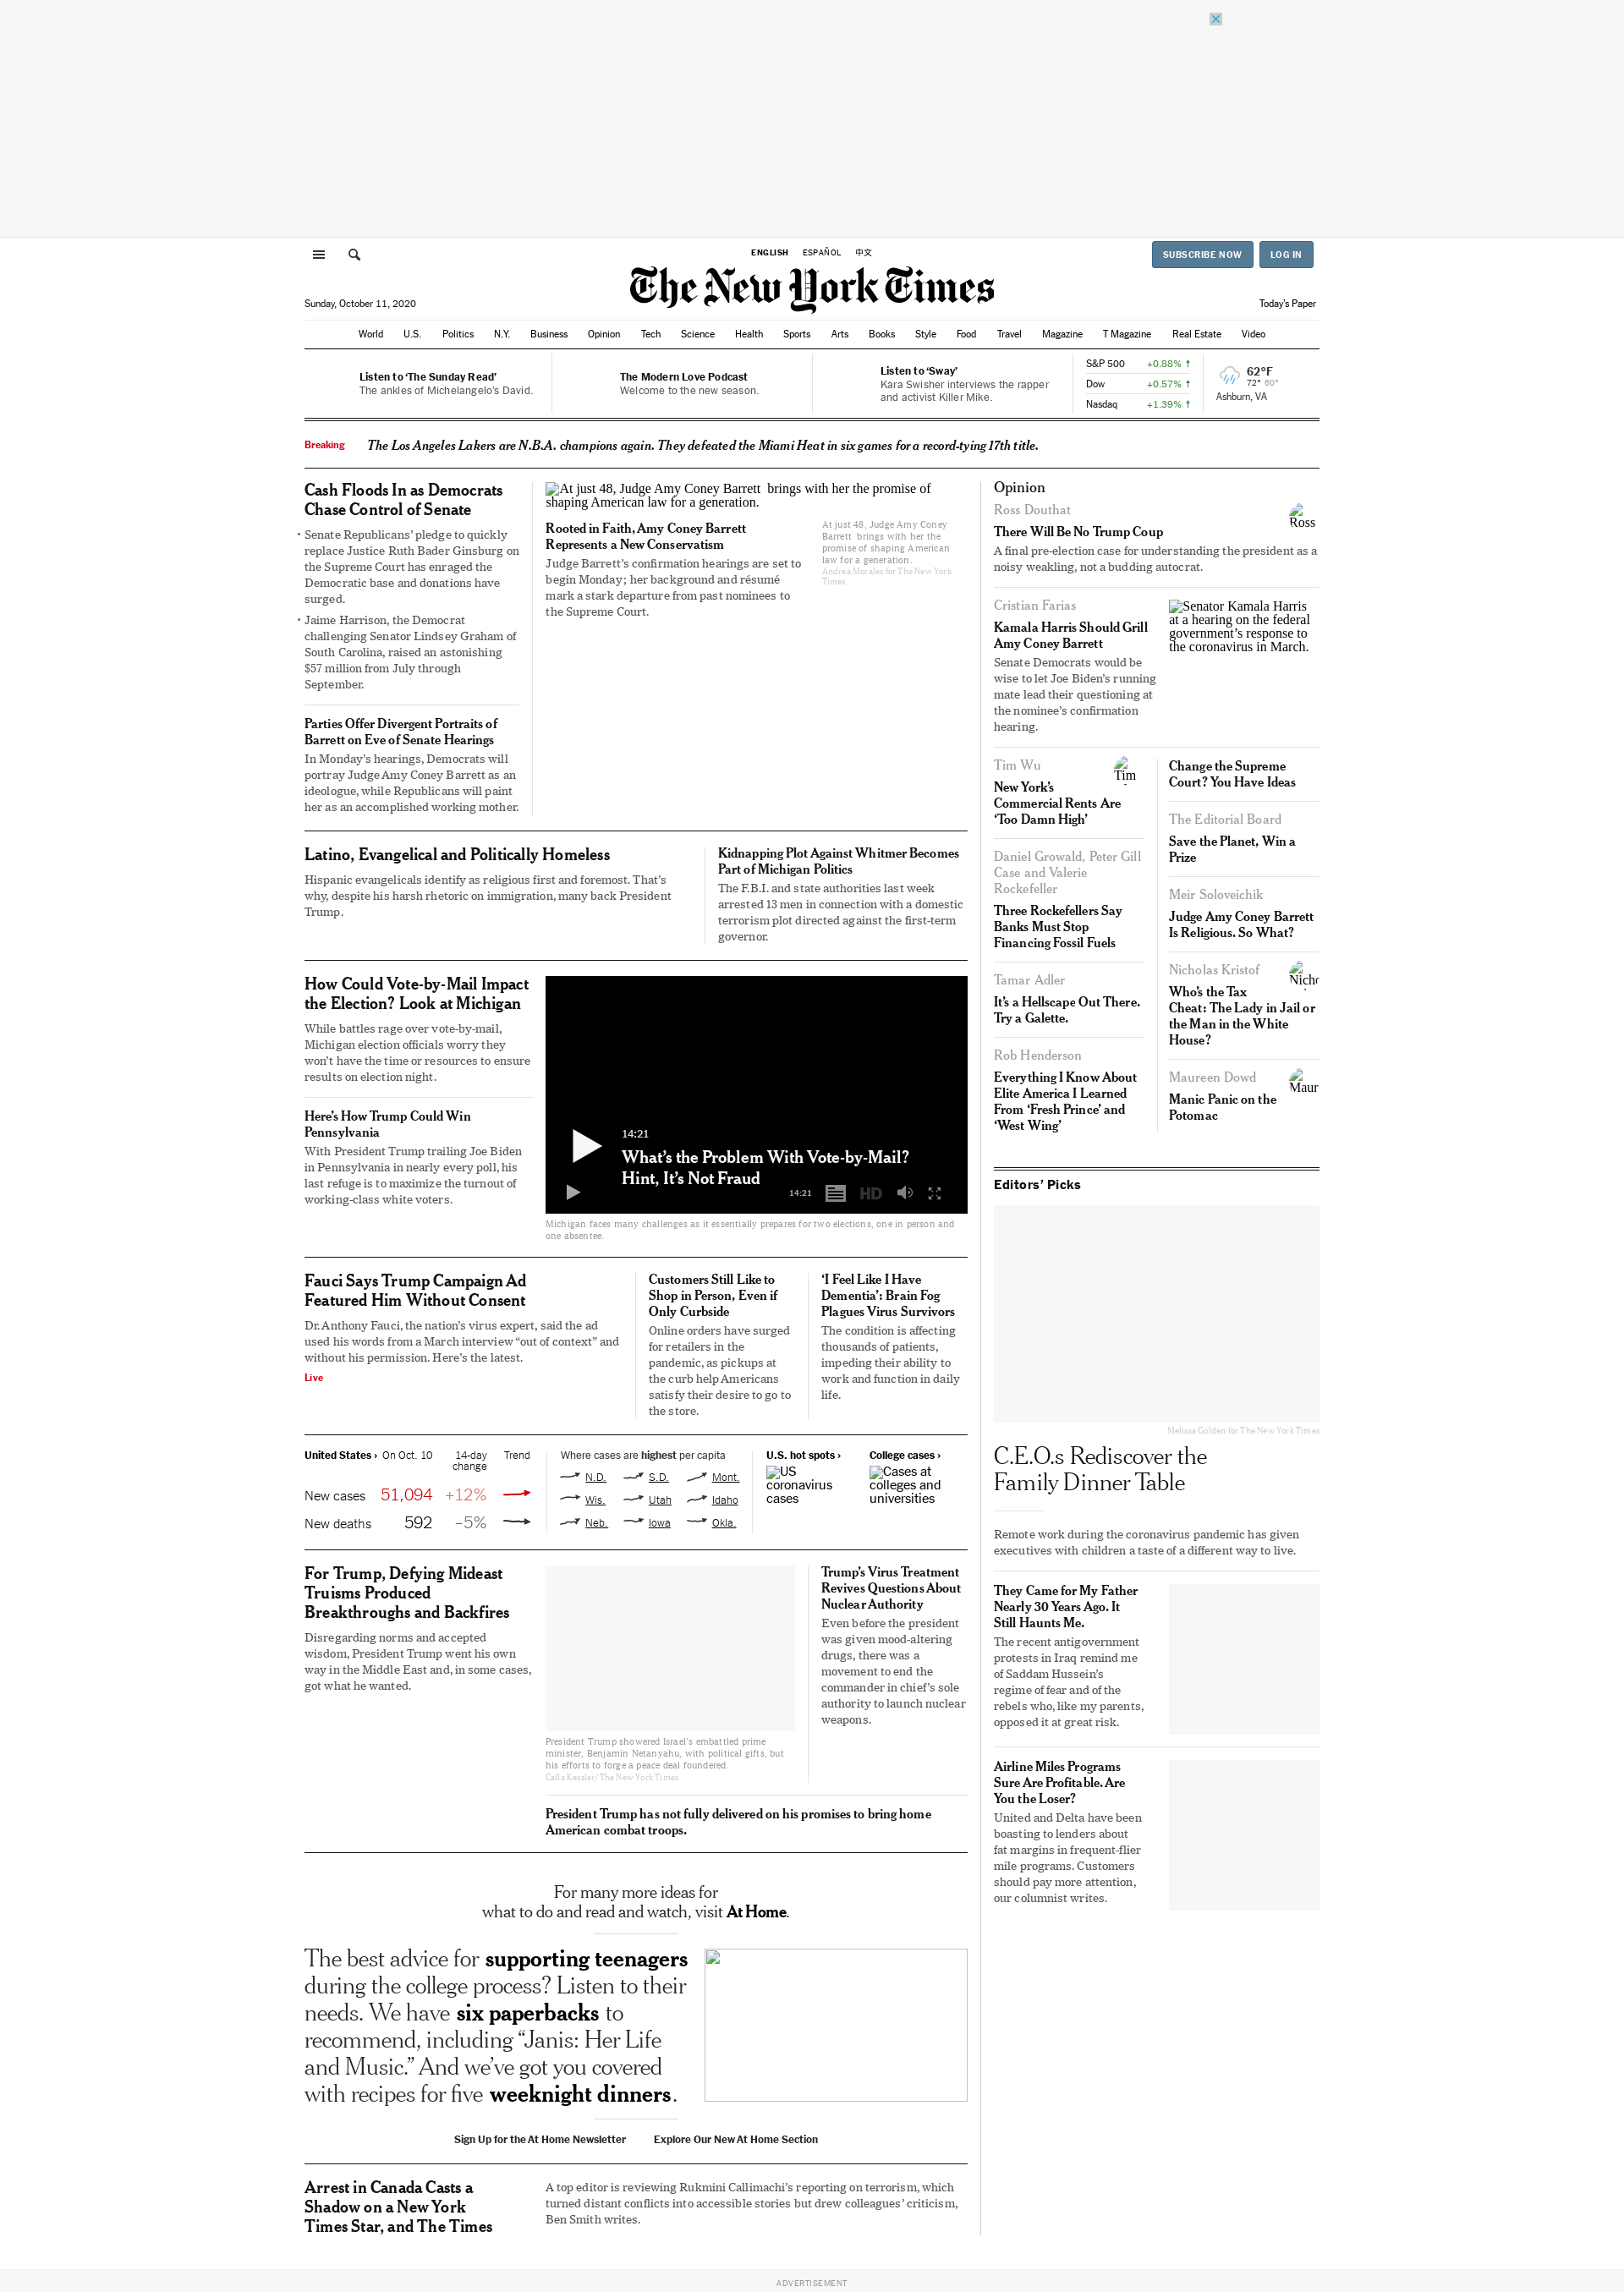 ENGLISH ESPAÑOL 中文
SUBSCRIBE NOW LOG IN
The New York Times
Sunday, October 11, 2020
Today's Paper
World U.S. Politics N.Y. Business Opinion Tech Science Health Sports Arts Books Style Food Travel Magazine T Magazine Real Estate Video
Listen to ‘The Sunday Read’
The ankles of Michelangelo's David.
The Modern Love Podcast
Welcome to the new season.
Listen to ‘Sway’
Kara Swisher interviews the rapper
and activist Killer Mike.
S&P 500 +0.88% ↑
Dow +0.57% ↑
Nasdaq +1.39% ↑
62°F
72° 60°
Ashburn, VA
Breaking
The Los Angeles Lakers are N.B.A. champions again. They defeated the Miami Heat in six games for a record-tying 17th title.
Cash Floods In as Democrats
Chase Control of Senate
• Senate Republicans’ pledge to quickly
replace Justice Ruth Bader Ginsburg on
the Supreme Court has enraged the
Democratic base and donations have
surged.
• Jaime Harrison, the Democrat
challenging Senator Lindsey Graham of
South Carolina, raised an astonishing
$57 million from July through
September.
Parties Offer Divergent Portraits of
Barrett on Eve of Senate Hearings
In Monday’s hearings, Democrats will
portray Judge Amy Coney Barrett as an
ideologue, while Republicans will paint
her as an accomplished working mother.
At just 48, Judge Amy Coney Barrett brings with her the promise of
shaping American law for a generation.
Rooted in Faith, Amy Coney Barrett
Represents a New Conservatism
Judge Barrett’s confirmation hearings are set to
begin Monday; her background and résumé
mark a stark departure from past nominees to
the Supreme Court.
At just 48, Judge Amy Coney
Barrett brings with her the
promise of shaping American
law for a generation.
Andrea Morales for The New York
Times
Latino, Evangelical and Politically Homeless
Hispanic evangelicals identify as religious first and foremost. That’s
why, despite his harsh rhetoric on immigration, many back President
Trump.
Kidnapping Plot Against Whitmer Becomes
Part of Michigan Politics
The F.B.I. and state authorities last week
arrested 13 men in connection with a domestic
terrorism plot directed against the first-term
governor.
How Could Vote-by-Mail Impact
the Election? Look at Michigan
While battles rage over vote-by-mail,
Michigan election officials worry they
won’t have the time or resources to ensure
results on election night.
Here’s How Trump Could Win
Pennsylvania
With President Trump trailing Joe Biden
in Pennsylvania in nearly every poll, his
last refuge is to maximize the turnout of
working-class white voters.
14:21
What’s the Problem With Vote-by-Mail?
Hint, It’s Not Fraud
14:21 HD
Michigan faces many challenges as it essentially prepares for two elections, one in person and
one absentee.
Fauci Says Trump Campaign Ad
Featured Him Without Consent
Dr. Anthony Fauci, the nation’s virus expert, said the ad
used his words from a March interview “out of context” and
without his permission. Here’s the latest.
Live
Customers Still Like to
Shop in Person, Even if
Only Curbside
Online orders have surged
for retailers in the
pandemic, as pickups at
the curb help Americans
satisfy their desire to go to
the store.
‘I Feel Like I Have
Dementia’: Brain Fog
Plagues Virus Survivors
The condition is affecting
thousands of patients,
impeding their ability to
work and function in daily
life.
United States › On Oct. 10 14-day
change Trend
New cases 51,094 +12%
New deaths 592 –5%
Where cases are highest per capita
N.D. S.D. Mont.
Wis. Utah Idaho
Neb. Iowa Okla.
U.S. hot spots ›
US
coronavirus
cases
College cases ›
Cases at
colleges and
universities
For Trump, Defying Mideast
Truisms Produced
Breakthroughs and Backfires
Disregarding norms and accepted
wisdom, President Trump went his own
way in the Middle East and, in some cases,
got what he wanted.
President Trump showered Israel’s embattled prime
minister, Benjamin Netanyahu, with political gifts, but
his efforts to forge a peace deal foundered.
Calla Kessler/The New York Times
Trump’s Virus Treatment
Revives Questions About
Nuclear Authority
Even before the president
was given mood-altering
drugs, there was a
movement to end the
commander in chief’s sole
authority to launch nuclear
weapons.
President Trump has not fully delivered on his promises to bring home
American combat troops.
For many more ideas for
what to do and read and watch, visit At Home.
The best advice for supporting teenagers
during the college process? Listen to their
needs. We have six paperbacks to
recommend, including “Janis: Her Life
and Music.” And we’ve got you covered
with recipes for five weeknight dinners.
Sign Up for the At Home Newsletter Explore Our New At Home Section
Arrest in Canada Casts a
Shadow on a New York
Times Star, and The Times
A top editor is reviewing Rukmini Callimachi’s reporting on terrorism, which
turned distant conflicts into accessible stories but drew colleagues’ criticism,
Ben Smith writes.
Opinion
Ross Douthat
Ross
There Will Be No Trump Coup
A final pre-election case for understanding the president as a
noisy weakling, not a budding autocrat.
Cristian Farias
Kamala Harris Should Grill
Amy Coney Barrett
Senate Democrats would be
wise to let Joe Biden’s running
mate lead their questioning at
the nominee’s confirmation
hearing.
Senator Kamala Harris
at a hearing on the federal
government’s response to
the coronavirus in March.
Tim Wu
Tim
New York’s
Commercial Rents Are
‘Too Damn High’
Daniel Growald, Peter Gill
Case and Valerie
Rockefeller
Three Rockefellers Say
Banks Must Stop
Financing Fossil Fuels
Tamar Adler
It’s a Hellscape Out There.
Try a Galette.
Rob Henderson
Everything I Know About
Elite America I Learned
From ‘Fresh Prince’ and
‘West Wing’
Change the Supreme
Court? You Have Ideas
The Editorial Board
Save the Planet, Win a
Prize
Meir Soloveichik
Judge Amy Coney Barrett
Is Religious. So What?
Nicholas Kristof
Nicho
Who’s the Tax
Cheat: The Lady in Jail or
the Man in the White
House?
Maureen Dowd
Maur
Manic Panic on the
Potomac
Editors’ Picks
Melissa Golden for The New York Times
C.E.O.s Rediscover the
Family Dinner Table
Remote work during the coronavirus pandemic has given
executives with children a taste of a different way to live.
They Came for My Father
Nearly 30 Years Ago. It
Still Haunts Me.
The recent antigovernment
protests in Iraq remind me
of Saddam Hussein’s
regime of fear and of the
rebels who, like my parents,
opposed it at great risk.
Airline Miles Programs
Sure Are Profitable. Are
You the Loser?
United and Delta have been
boasting to lenders about
fat margins in frequent-flier
mile programs. Customers
should pay more attention,
our columnist writes.
ADVERTISEMENT